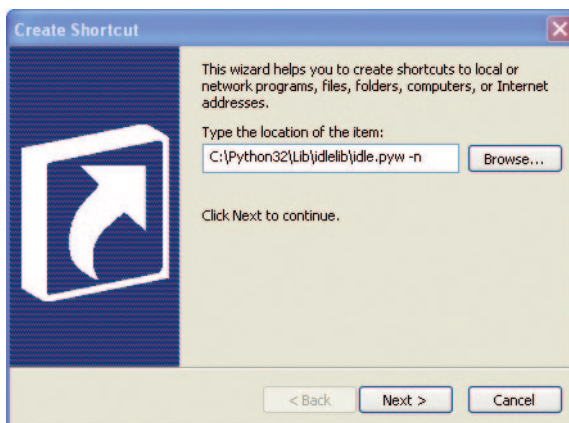 Create Shortcut
This wizard helps you to create shortcuts to local or
network programs, files, folders, computers, or Internet
addresses.
Type the location of the item:
C:\Python32\Lib\idlelib\idle.pyw -n
Browse...
Click Next to continue.
< Back
Next >
Cancel